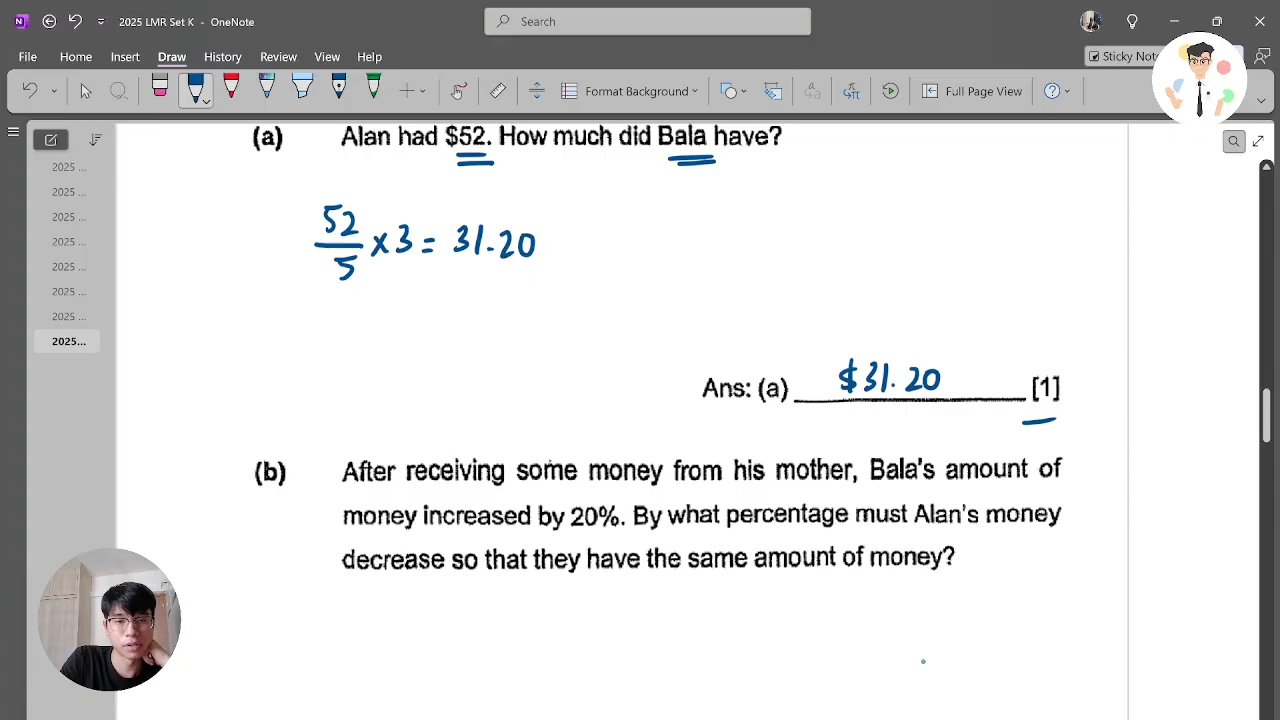 2025 LMR Set K - OneNote
Search
File Home Insert Draw History Review View Help
Sticky Not
Format Background
Full Page View
2025 ...
2025 ...
2025 ...
2025 ...
2025 ...
2025 ...
2025 ...
2025...
(a) Alan had $52. How much did Bala have?
52/5 × 3 = 31.20
Ans: (a) $31.20 [1]
(b) After receiving some money from his mother, Bala's amount of
money increased by 20%. By what percentage must Alan's money
decrease so that they have the same amount of money?